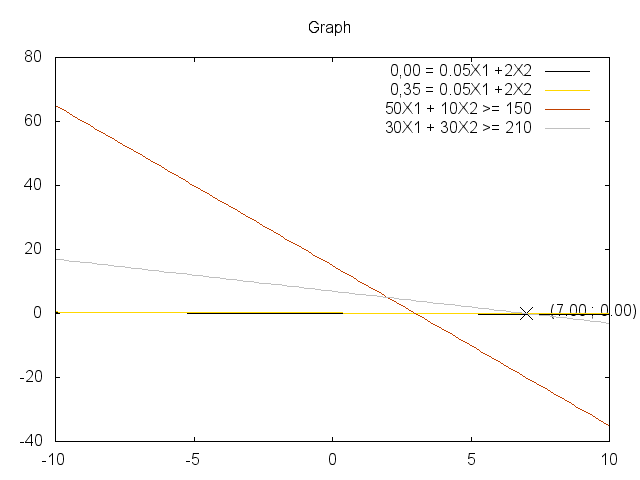 Graph
0,00 = 0.05X1 +2X2
0,35 = 0.05X1 +2X2
50X1 + 10X2 >= 150
30X1 + 30X2 >= 210
80
60
40
20
0
-20
-40
(7,00 ; 0,00)
-10
-5
0
5
10